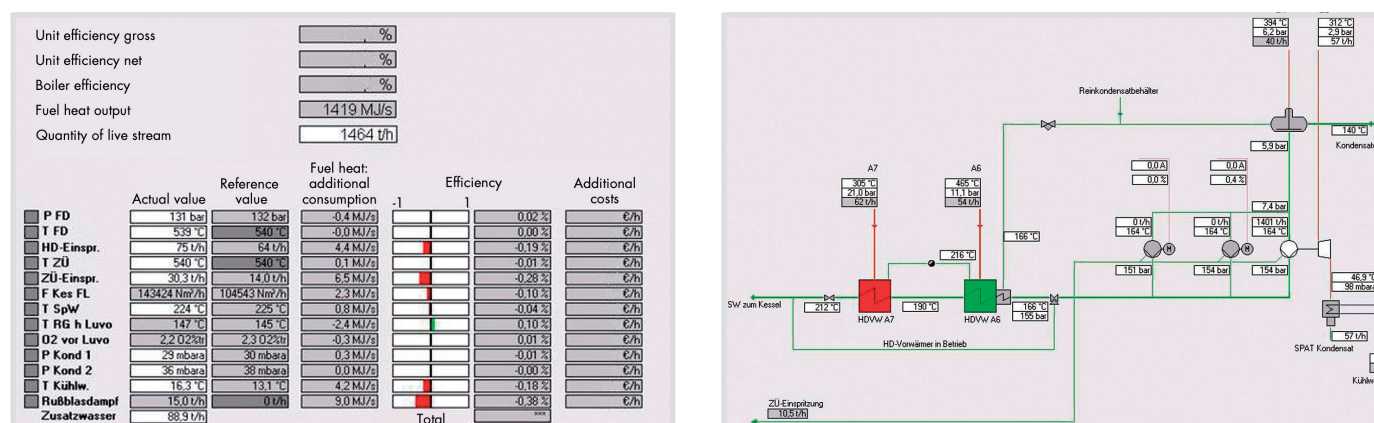 Unit efficiency gross , %
Unit efficiency net %
Boiler efficiency , %
Fuel heat output 1419 MJ/s
Quantity of live stream 1464 t/h
Actual value Reference value Fuel heat: additional consumption -1 Efficiency 1 Additional costs
P FD 131 bar 132 bar -0,4 MJ/s 0,02 % €/h
T FD 539 °C 540 °C -0,0 MJ/s 0,00 % €/h
HD-Einspr. 75 t/h 64 t/h 4,4 MJ/s -0,19 % €/h
T ZÜ 540 °C 540 °C 0,1 MJ/s -0,01 % €/h
ZÜ-Einspr. 30,3 t/h 14,0 t/h 6,5 MJ/s -0,28 % €/h
F Kes FL 143424 Nm³/h 104543 Nm³/h 2,3 MJ/s -0,10 % €/h
T SpW 224 °C 225 °C 0,8 MJ/s -0,04 % €/h
T RG h Luvo 147 °C 145 °C -2,4 MJ/s 0,10 % €/h
O2 vor Luvo 2,2 O2%tr 2,3 O2%tr -0,3 MJ/s 0,01 % €/h
P Kond 1 29 mbara 30 mbara 0,3 MJ/s -0,01 % €/h
P Kond 2 36 mbara 38 mbara 0,0 MJ/s -0,00 % €/h
T Kühlw. 16,3 °C 13,1 °C 4,2 MJ/s -0,18 % €/h
Rußblasdampf 15,0 t/h 0 t/h 9,0 MJ/s -0,38 % €/h
Zusatzwasser 88,9 t/h Total ***
394 °C 312 °C
6,2 bar 2,9 bar
40 t/h 57 t/h
Reinkondensatbehälter
140 °C
5,9 bar
A7 A6
0,0 A 0,0 A
305 °C 465 °C
0,0 % 0,4 %
21,0 bar 11,1 bar
62 t/h 54 t/h
7,4 bar
0 t/h 0 t/h 1401 t/h
164 °C 164 °C 164 °C
166 °C
M M
216 °C
151 bar 154 bar 154 bar
46,9 °C
98 mbara
SW zum Kessel 212 °C 190 °C 166 °C
155 bar
HDVW A7 HDVW A6
57 t/h
HD-Vorwärmer in Betrieb
SPAT Kondensat
ZÜ-Einspritzung
10,5 t/h